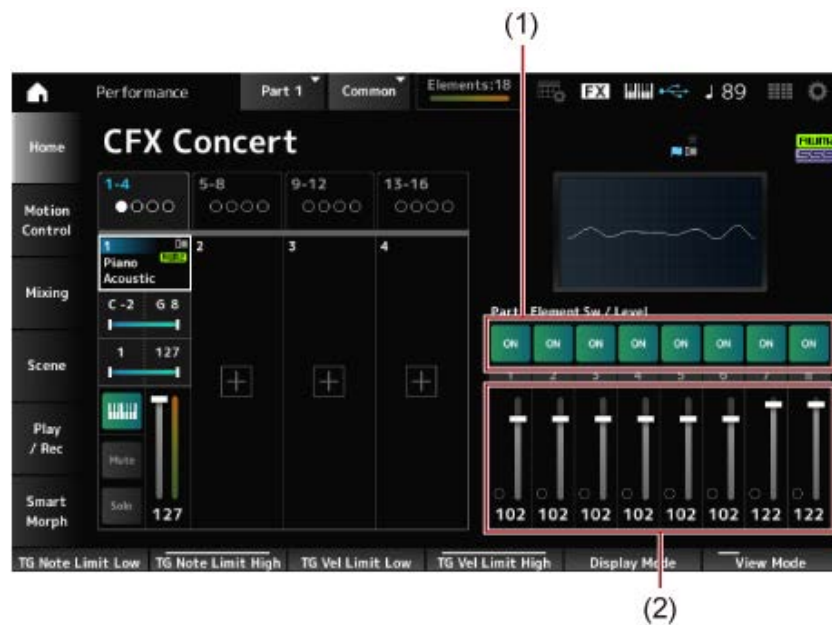 (1)
Performance Part 1 Common Elements:18 FX ♩ 89
Home
CFX Concert
1-4 5-8 9-12 13-16
Motion
Control
1 2 3 4
Piano
Acoustic
Mixing
C -2 G 8
Part Element Sw / Level
1 127
ON ON ON ON ON ON ON ON
Scene
1 2 3 4 5 6 7 8
Play
/ Rec
Mute
Smart
Morph
Solo
127
102 102 102 102 102 102 122 122
TG Note Limit Low TG Note Limit High TG Vel Limit Low TG Vel Limit High Display Mode View Mode
(2)